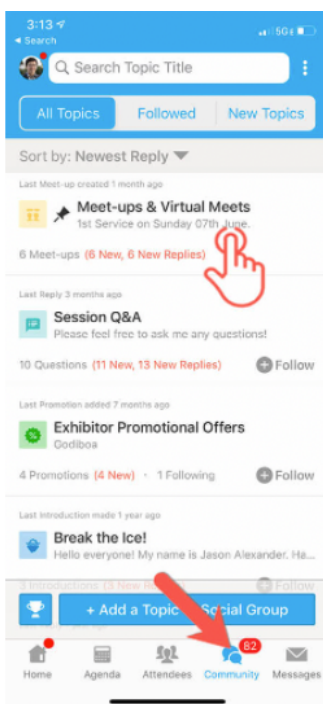 3:13
5G
Search
Search Topic Title
All Topics
Followed
New Topics
Sort by: Newest Reply
Last Meet-up created 1 month ago
Meet-ups & Virtual Meets
1st Service on Sunday 07th June.
6 Meet-ups (6 New, 6 New Replies)
Last Reply 3 months ago
Session Q&A
Please feel free to ask me any questions!
10 Questions (11 New, 13 New Replies)
Follow
Last Promotion added 7 months ago
Exhibitor Promotional Offers
Godiboa
4 Promotions (4 New) · 1 Following
Follow
Last Introduction made 1 year ago
Break the Ice!
Hello everyone! My name is Jason Alexander. Ha...
3 Introductions (3 New
Follow
+ Add a Topic
Social Group
82
Home
Agenda
Attendees
Community
Messages